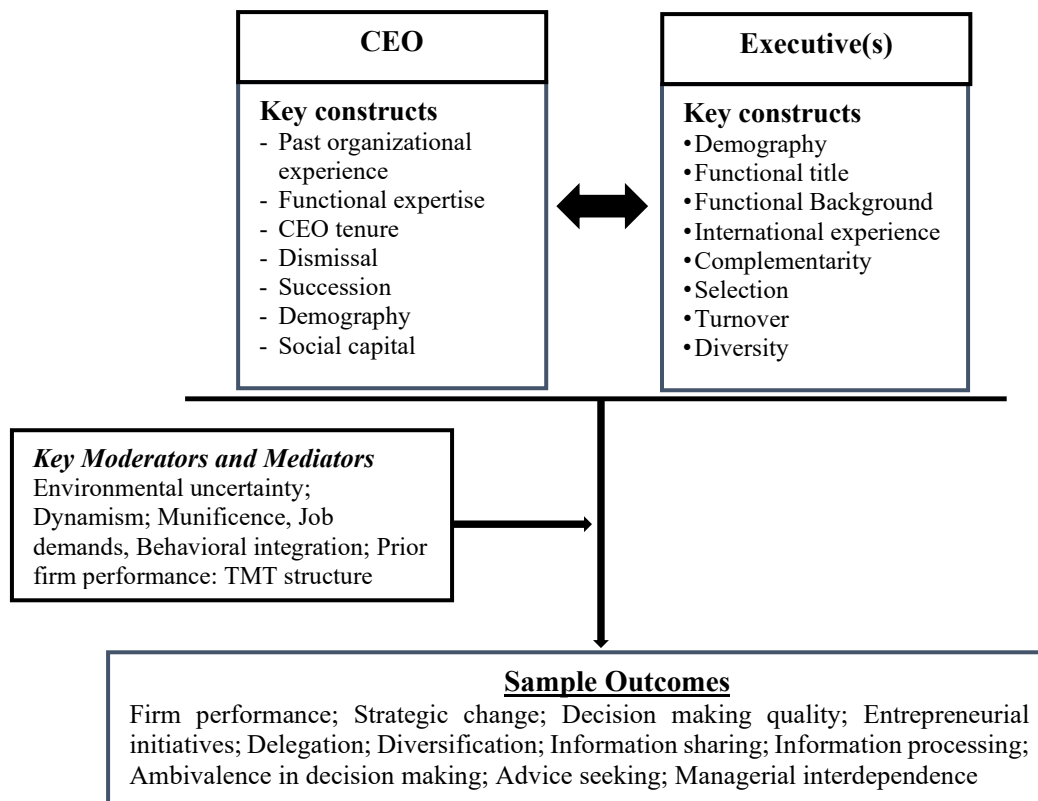 CEO
Key constructs
- Past organizational
experience
- Functional expertise
- CEO tenure
- Dismissal
- Succession
- Demography
- Social capital
Executive(s)
Key constructs
•Demography
•Functional title
•Functional Background
•International experience
•Complementarity
•Selection
•Turnover
•Diversity
Key Moderators and Mediators
Environmental uncertainty;
Dynamism; Munificence, Job
demands, Behavioral integration; Prior
firm performance: TMT structure
Sample Outcomes
Firm performance; Strategic change; Decision making quality; Entrepreneurial
initiatives; Delegation; Diversification; Information sharing; Information processing;
Ambivalence in decision making; Advice seeking; Managerial interdependence